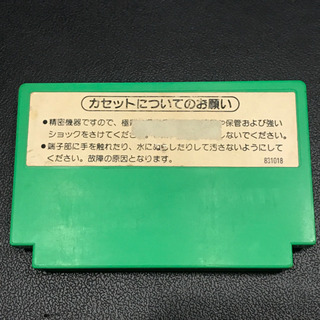 カセットについてのお願い
●精密機器ですので、極 や保管および強い
ショックをさけてくださ ないでください。
●端子部に手を触れたり、水にぬらしたりして汚さないようにして
ください。故障の原因となります。
831018